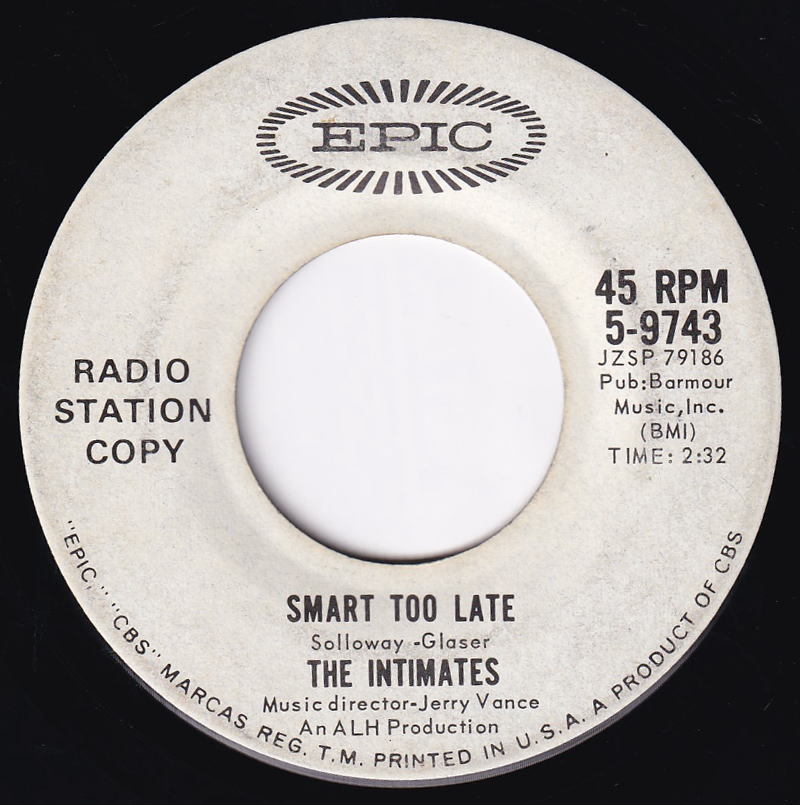 EPIC
RADIO
STATION
COPY
45 RPM
5-9743
JZSP 79186
Pub:Barmour
Music,Inc.
(BMI)
TIME: 2:32
SMART TOO LATE
Solloway -Glaser
THE INTIMATES
Music director-Jerry Vance
An ALH Production
"EPIC," "CBS" MARCAS REG. T.M. PRINTED IN U.S.A. A PRODUCT OF CBS